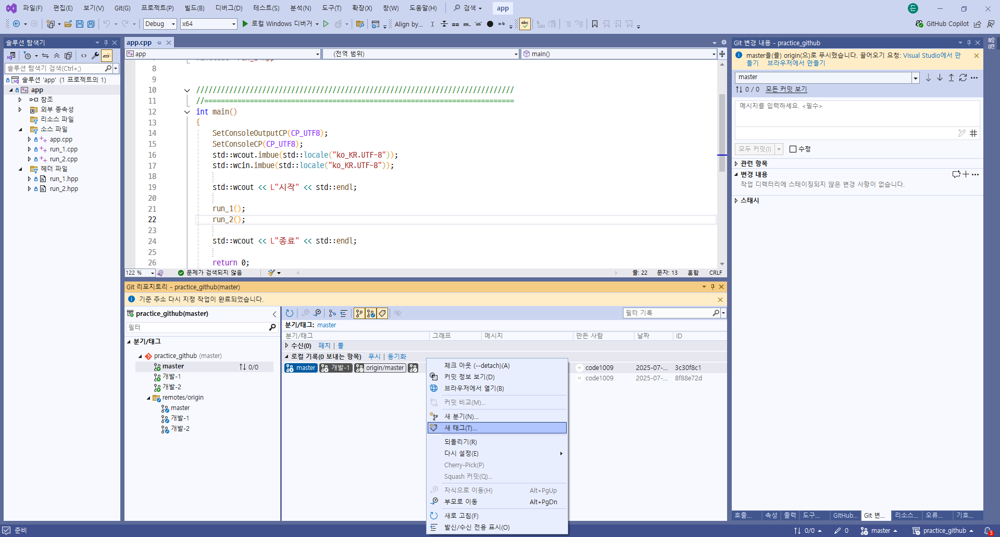 파일(F) 편집(E) 보기(V) Git(G) 프로젝트(P) 빌드(B) 디버그(D) 테스트(S) 분석(N) 도구(T) 확장(X) 창(W) 도움말(H) 검색 app
Debug x64 로컬 Windows 디버거 Align by... GitHub Copilot
솔루션 탐색기
솔루션 탐색기 검색(Ctrl+;)
솔루션 'app' (1 프로젝트의 1)
app
참조
외부 종속성
리소스 파일
소스 파일
app.cpp
run_1.cpp
run_2.cpp
헤더 파일
run_1.hpp
run_2.hpp
app.cpp
app (전역 범위) main()
8
9
10 /////////////////////////////////////////////////////////////////////////////
11 //===========================================================================
12 int main()
13 {
14 SetConsoleOutputCP(CP_UTF8);
15 SetConsoleCP(CP_UTF8);
16 std::wcout.imbue(std::locale("ko_KR.UTF-8"));
17 std::wcin.imbue(std::locale("ko_KR.UTF-8"));
18
19 std::wcout << L"시작" << std::endl;
20
21 run_1();
22 run_2();
23
24 std::wcout << L"종료" << std::endl;
25
26 return 0;
122 % 문제가 검색되지 않음 줄: 22 문자: 13 혼합 CRLF
Git 리포지토리 - practice_github(master)
기준 주소 다시 지정 작업이 완료되었습니다.
practice_github(master)
필터
분기/태그
practice_github (master)
master 0/0
개발-1
개발-2
remotes/origin
master
개발-1
개발-2
필터 기록
분기/태그: master
분기/태그 그래프 메시지 만든 사람 날짜 ID
수신(0) 페치 | 풀
로컬 기록(0 보내는 항목) 푸시 | 동기화
master 개발-1 origin/master code1009 2025-07-... 3c30f8c1
code1009 2025-07-... 8f88e72d
체크 아웃 (--detach)(A)
커밋 정보 보기(D)
브라우저에서 열기(B)
커밋 비교(M)...
새 분기(N)...
새 태그(T)...
되돌리기(R)
다시 설정(E)
Cherry-Pick(P)
Squash 커밋(Q)...
자식으로 이동(H) Alt+PgUp
부모로 이동 Alt+PgDn
새로 고침(F)
발신/수신 전용 표시(O)
Git 변경 내용 - practice_github
master을(를) origin(으)로 푸시했습니다. 끌어오기 요청: Visual Studio에서 만
들기 브라우저에서 만들기
master
0 / 0 모든 커밋 보기
메시지를 입력하세요. <필수>
모두 커밋(I) 수정
관련 항목
변경 내용
작업 디렉터리에 스테이징되지 않은 변경 사항이 없습니다.
스태시
호출... 속성 출력 도구... GitHub... Git 변... 리소스... 오류... 기호...
알림
준비 0/0 0 master practice_github 3